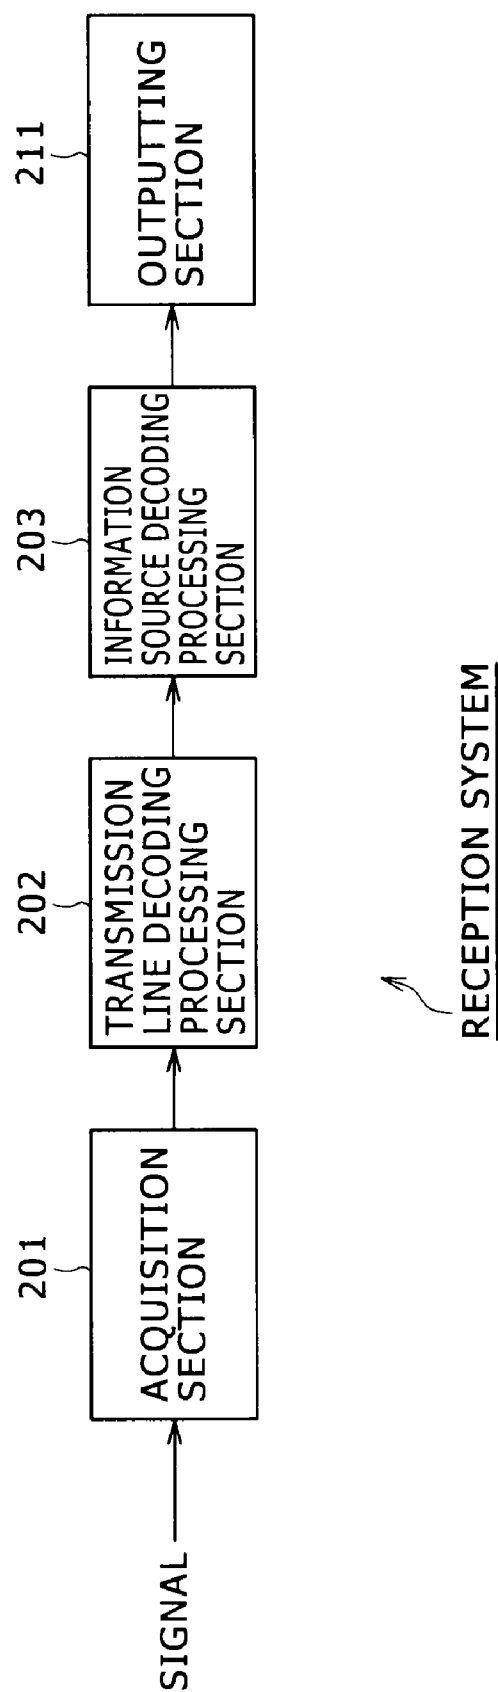 201
202
203
211
SIGNAL
ACQUISITION
SECTION
TRANSMISSION
LINE DECODING
PROCESSING
SECTION
INFORMATION
SOURCE DECODING
PROCESSING
SECTION
OUTPUTTING
SECTION
RECEPTION SYSTEM